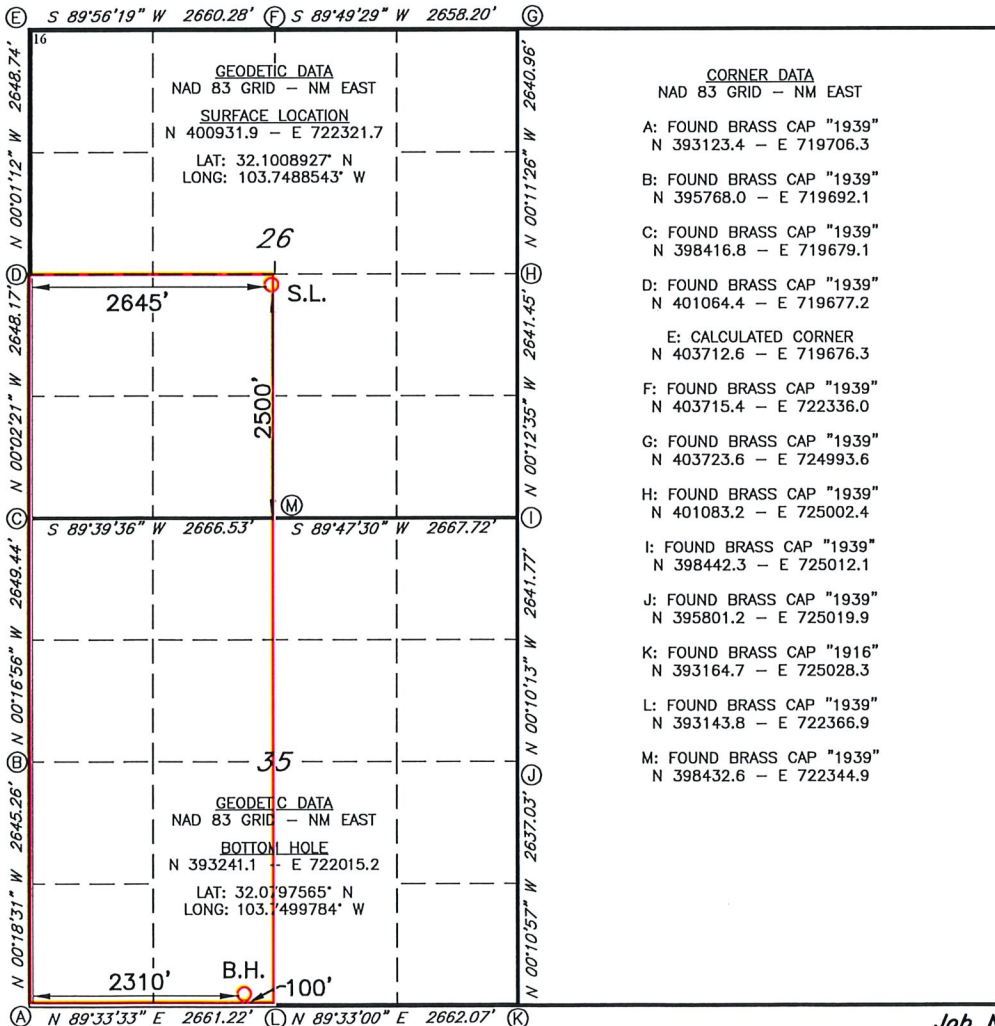 Ⓔ S 89°56'19" W 2660.28' Ⓕ S 89°49'29" W 2658.20' Ⓖ
16
N 00°01'12" W 2648.74'
GEODETIC DATA
NAD 83 GRID – NM EAST
SURFACE LOCATION
N 400931.9 – E 722321.7
LAT: 32.1008927° N
LONG: 103.7488543° W
N 00°11'26" W 2640.96'
26
Ⓓ
Ⓗ
2645'
S.L.
N 00°02'21" W 2648.17'
2500'
N 00°12'35" W 2641.45'
Ⓜ
Ⓒ
Ⓘ
S 89°39'36" W 2666.53' S 89°47'30" W 2667.72'
N 00°16'56" W 2649.44'
N 00°10'13" W 2641.77'
Ⓑ
35
Ⓙ
GEODETIC DATA
NAD 83 GRID – NM EAST
BOTTOM HOLE
N 393241.1 – E 722015.2
LAT: 32.0797565° N
LONG: 103.7499784° W
N 00°18'31" W 2645.26'
N 00°10'57" W 2637.03'
2310'
B.H.
100'
Ⓐ N 89°33'33" E 2661.22' Ⓛ N 89°33'00" E 2662.07' Ⓚ
CORNER DATA
NAD 83 GRID – NM EAST
A: FOUND BRASS CAP "1939"
N 393123.4 – E 719706.3
B: FOUND BRASS CAP "1939"
N 395768.0 – E 719692.1
C: FOUND BRASS CAP "1939"
N 398416.8 – E 719679.1
D: FOUND BRASS CAP "1939"
N 401064.4 – E 719677.2
E: CALCULATED CORNER
N 403712.6 – E 719676.3
F: FOUND BRASS CAP "1939"
N 403715.4 – E 722336.0
G: FOUND BRASS CAP "1939"
N 403723.6 – E 724993.6
H: FOUND BRASS CAP "1939"
N 401083.2 – E 725002.4
I: FOUND BRASS CAP "1939"
N 398442.3 – E 725012.1
J: FOUND BRASS CAP "1939"
N 395801.2 – E 725019.9
K: FOUND BRASS CAP "1916"
N 393164.7 – E 725028.3
L: FOUND BRASS CAP "1939"
N 393143.8 – E 722366.9
M: FOUND BRASS CAP "1939"
N 398432.6 – E 722344.9
Job